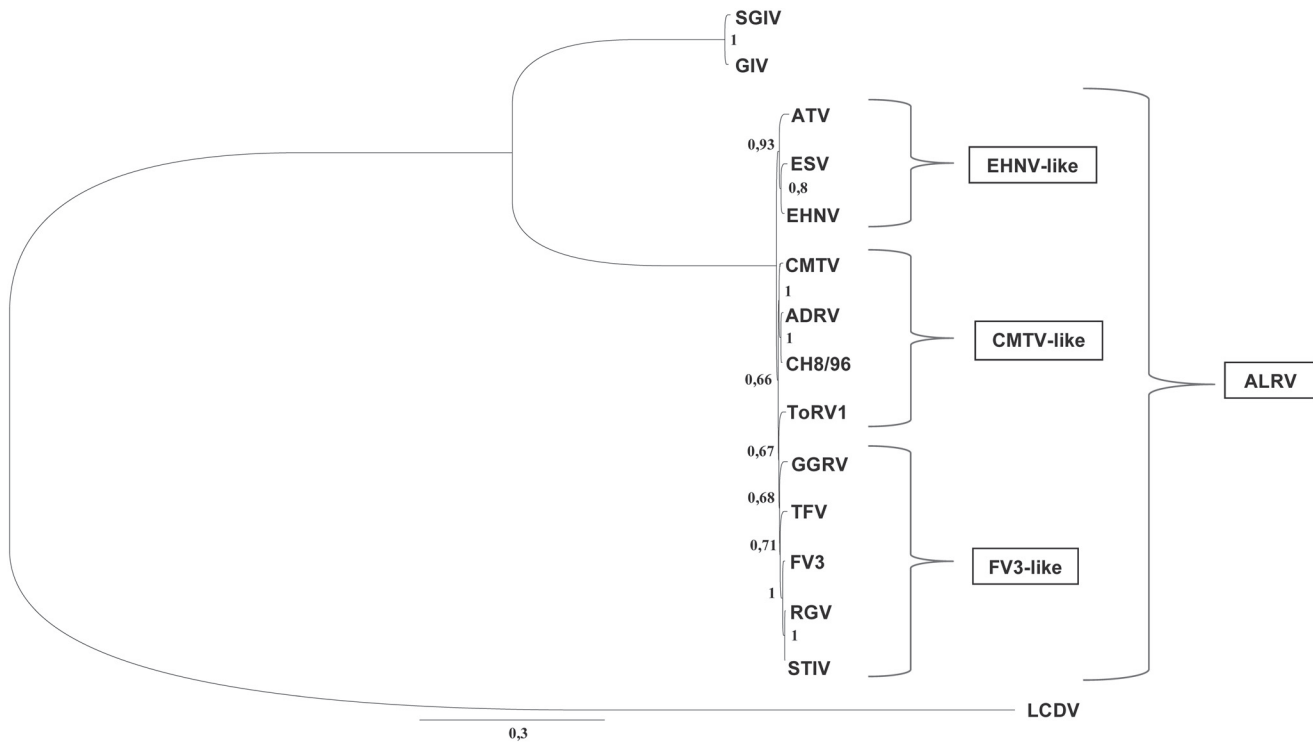 SGIV
1
GIV
ATV
0,93
ESV
EHNV-like
0,8
EHNV
CMTV
1
ADRV
1
CMTV-like
CH8/96
0,66
ALRV
ToRV1
0,67
GGRV
0,68
TFV
0,71
FV3
FV3-like
1
RGV
1
STIV
LCDV
0,3